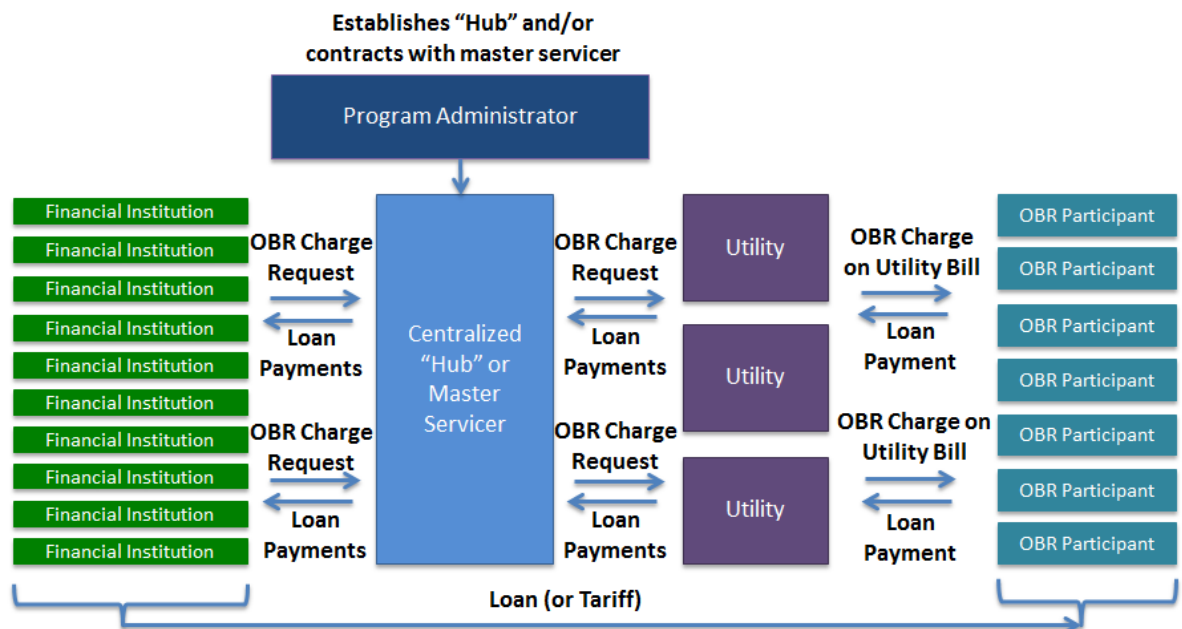 Establishes “Hub” and/or
contracts with master servicer
Program Administrator
Financial Institution
Financial Institution
Financial Institution
Financial Institution
Financial Institution
Financial Institution
Financial Institution
Financial Institution
Financial Institution
Financial Institution
OBR Charge
Request
Loan
Payments
OBR Charge
Request
Loan
Payments
Centralized
“Hub” or
Master
Servicer
OBR Charge
Request
Loan
Payments
OBR Charge
Request
Loan
Payments
Utility
Utility
Utility
OBR Charge
on Utility Bill
Loan
Payment
OBR Charge on
Utility Bill
Loan
Payment
OBR Participant
OBR Participant
OBR Participant
OBR Participant
OBR Participant
OBR Participant
OBR Participant
Loan (or Tariff)